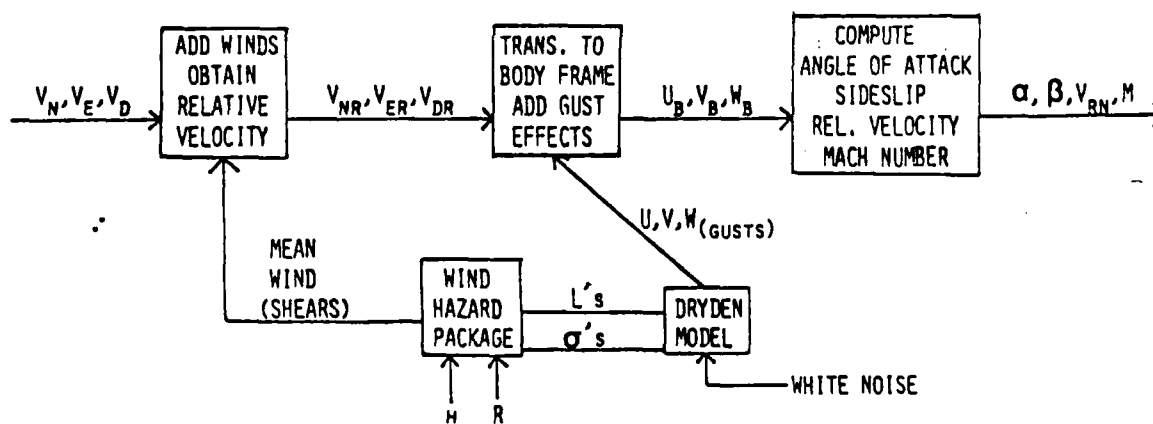 ADD WINDS
OBTAIN
RELATIVE
VELOCITY
TRANS. TO
BODY FRAME
ADD GUST
EFFECTS
COMPUTE
ANGLE OF ATTACK
SIDESLIP
REL. VELOCITY
MACH NUMBER
V_N, V_E, V_D
V_NR, V_ER, V_DR
U_B, V_B, W_B
α, β, V_RN, M
U, V, W (GUSTS)
MEAN
WIND
(SHEARS)
WIND
HAZARD
PACKAGE
L's
σ's
DRYDEN
MODEL
WHITE NOISE
H
R